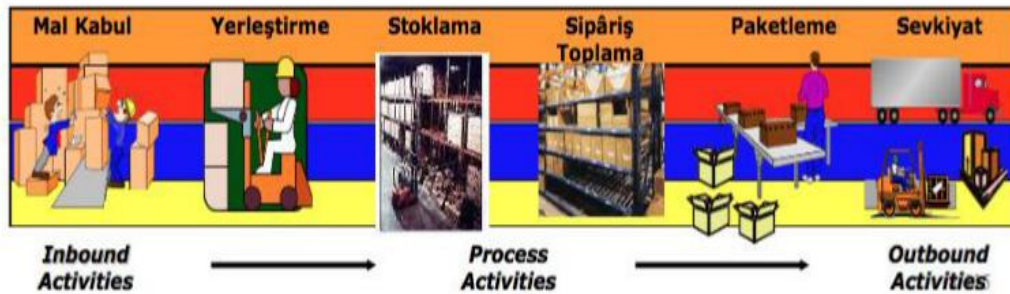 Mal Kabul
Yerleştirme
Stoklama
Sipâriş
Toplama
Paketleme
Sevkiyat
Inbound
Activities
Process
Activities
Outbound
Activities